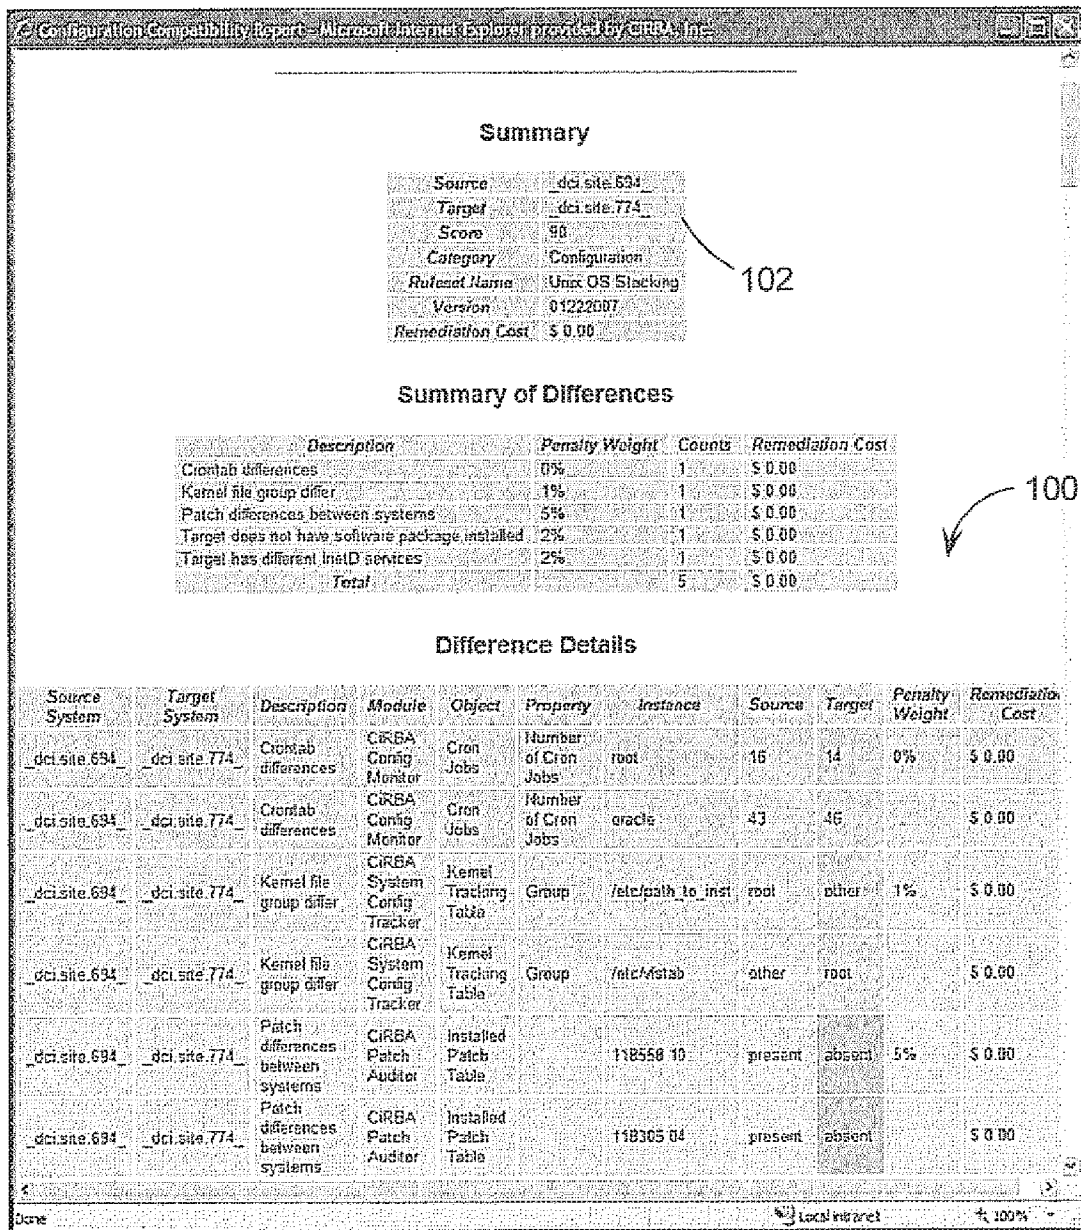 Configuration Compatibility Report - Microsoft Internet Explorer provided by CiRBA, Inc.
Summary
Source _dci.site.694_
Target _dci.site.774_
Score 90
Category Configuration
Ruleset Name Unix OS Stacking
Version 01222007
Remediation Cost $ 0.00
102
Summary of Differences
Description Penalty Weight Counts Remediation Cost
Crontab differences 0% 1 $ 0.00
Kernel file group differ 1% 1 $ 0.00
Patch differences between systems 5% 1 $ 0.00
Target does not have software package installed 2% 1 $ 0.00
Target has different InetD services 2% 1 $ 0.00
Total 5 $ 0.00
100
Difference Details
Source System Target System Description Module Object Property Instance Source Target Penalty Weight Remediation Cost
_dci.site.694_ _dci.site.774_ Crontab differences CiRBA Config Monitor Cron Jobs Number of Cron Jobs root 16 14 0% $ 0.00
_dci.site.694_ _dci.site.774_ Crontab differences CiRBA Config Monitor Cron Jobs Number of Cron Jobs oracle 43 46 $ 0.00
_dci.site.694_ _dci.site.774_ Kernel file group differ CiRBA System Config Tracker Kernel Tracking Table Group /etc/path_to_inst root other 1% $ 0.00
_dci.site.694_ _dci.site.774_ Kernel file group differ CiRBA System Config Tracker Kernel Tracking Table Group /etc/vfstab other root $ 0.00
_dci.site.694_ _dci.site.774_ Patch differences between systems CiRBA Patch Auditor Installed Patch Table 118558 10 present absent 5% $ 0.00
_dci.site.694_ _dci.site.774_ Patch differences between systems CiRBA Patch Auditor Installed Patch Table 118305 04 present absent $ 0.00
Done Local intranet 100%